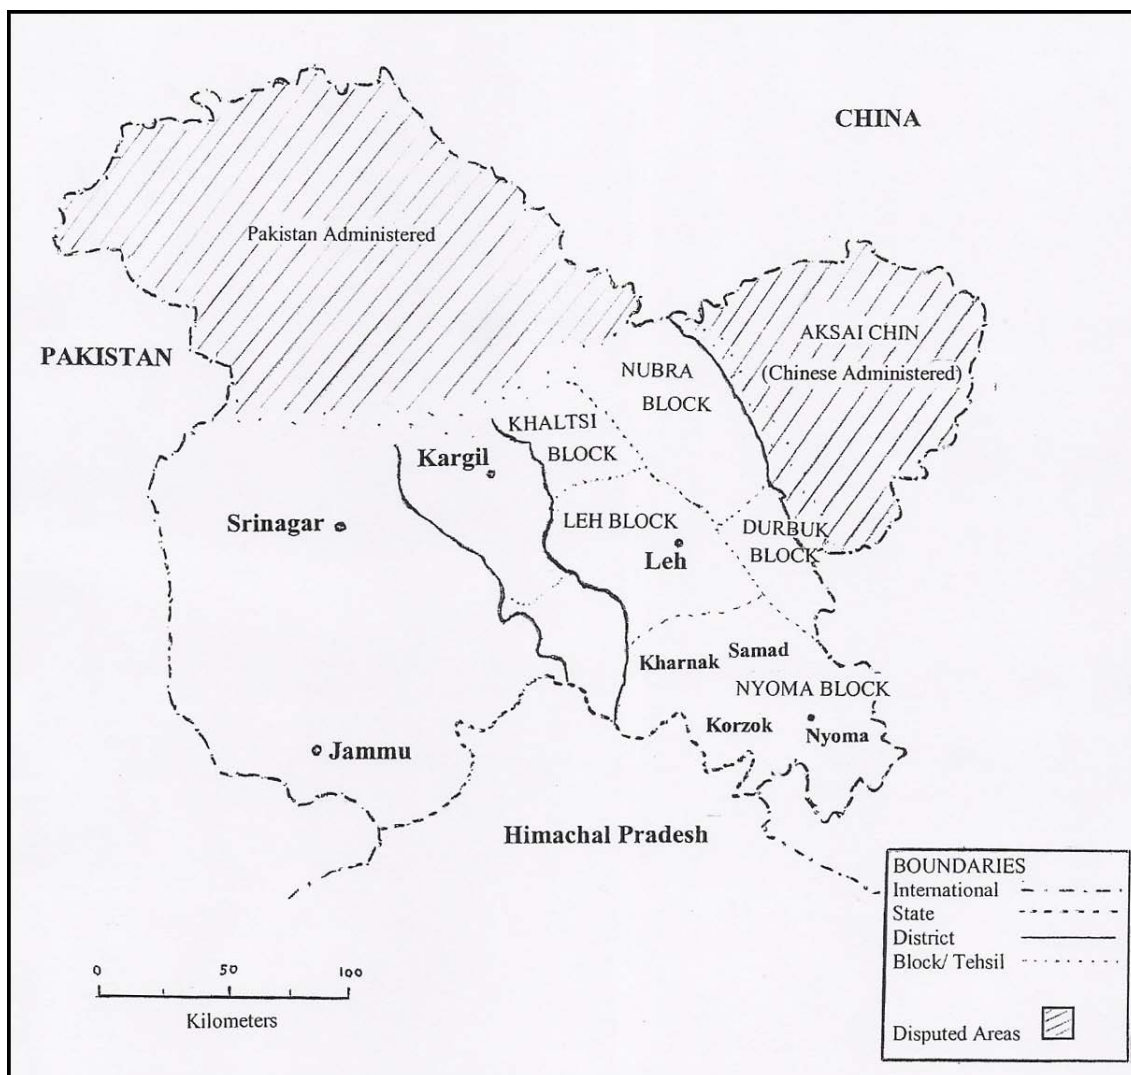 CHINA
Pakistan Administered
PAKISTAN
AKSAI CHIN
(Chinese Administered)
NUBRA
BLOCK
KHALTSI
BLOCK
Kargil
Srinagar
LEH BLOCK
Leh
DURBUK
BLOCK
Kharnak
Samad
NYOMA BLOCK
Korzok
Nyoma
Jammu
Himachal Pradesh
BOUNDARIES
International
State
District
Block/ Tehsil
Disputed Areas
0 50 100
Kilometers